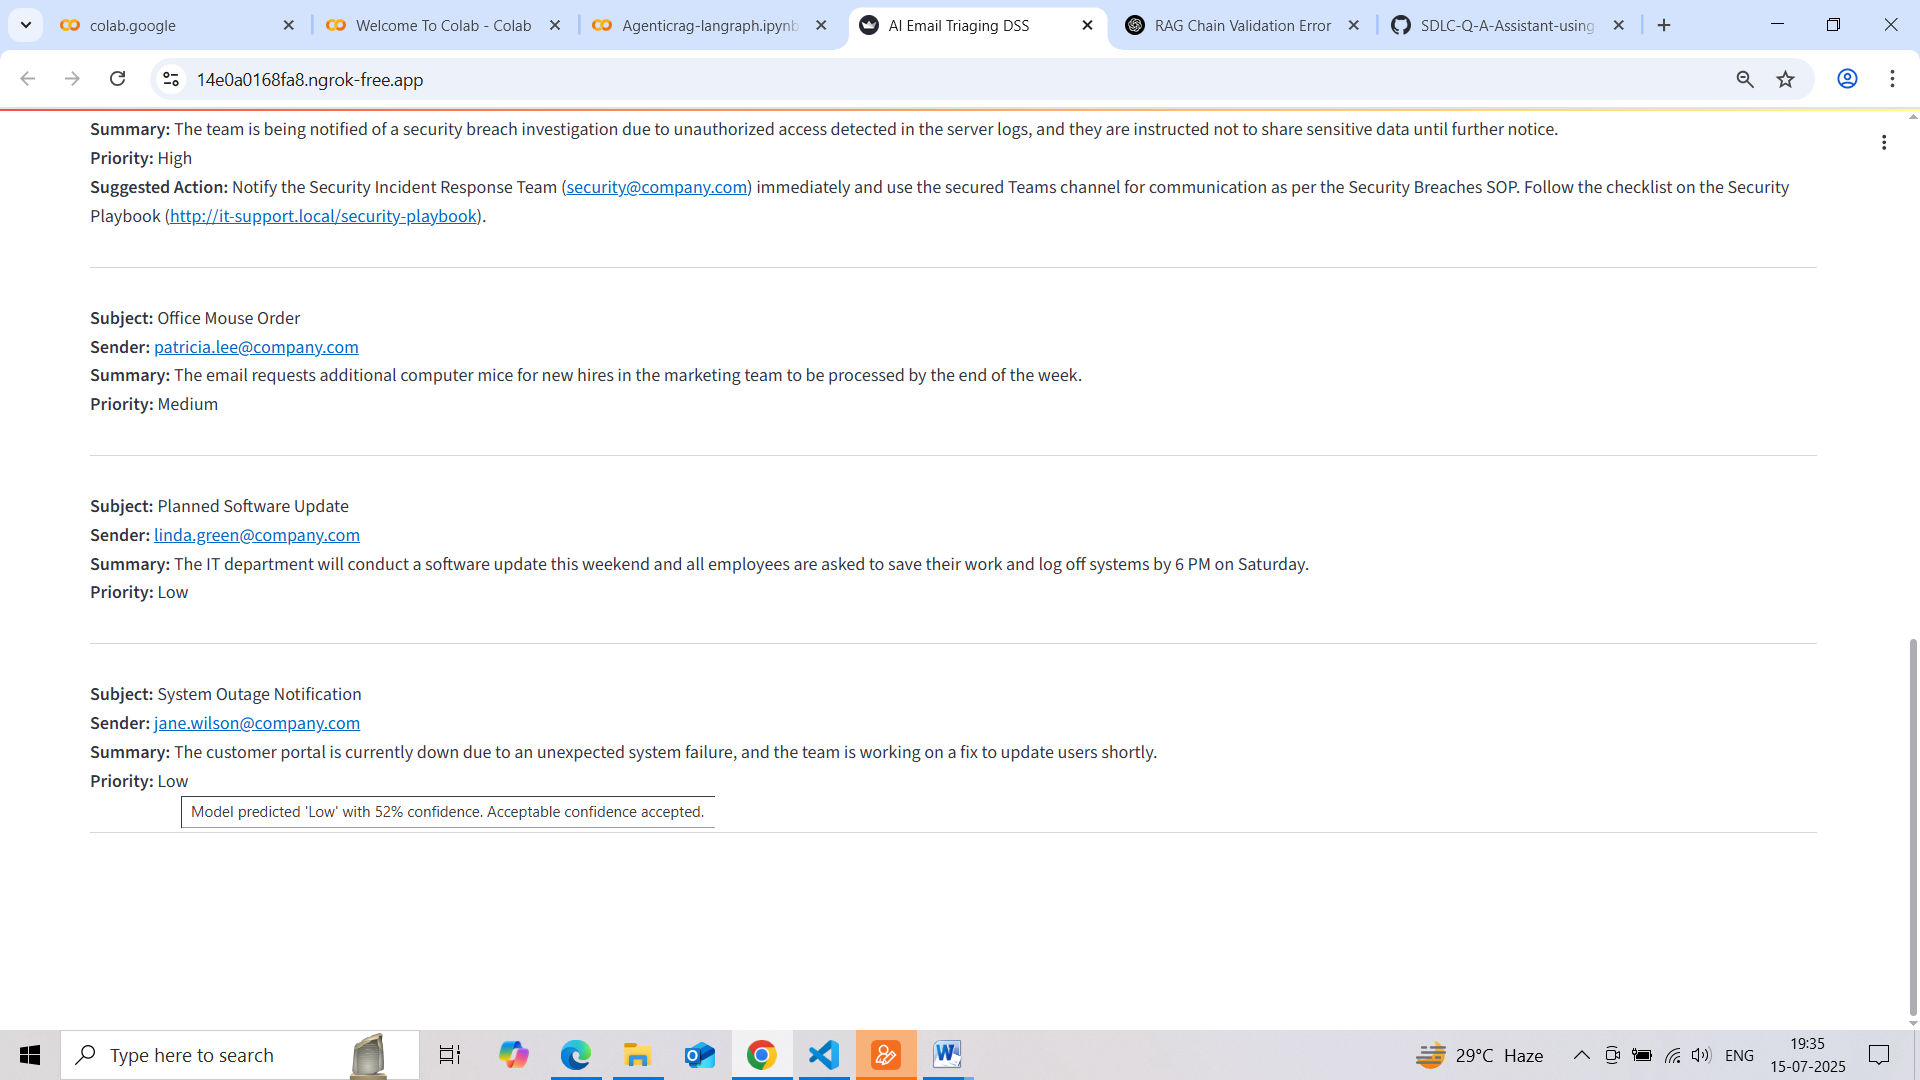 colab.google
Welcome To Colab - Colab
Agenticrag-langraph.ipynb
AI Email Triaging DSS
RAG Chain Validation Error
SDLC-Q-A-Assistant-using
14e0a0168fa8.ngrok-free.app
Summary: The team is being notified of a security breach investigation due to unauthorized access detected in the server logs, and they are instructed not to share sensitive data until further notice.
Priority: High
Suggested Action: Notify the Security Incident Response Team (security@company.com) immediately and use the secured Teams channel for communication as per the Security Breaches SOP. Follow the checklist on the Security
Playbook (http://it-support.local/security-playbook).
Subject: Office Mouse Order
Sender: patricia.lee@company.com
Summary: The email requests additional computer mice for new hires in the marketing team to be processed by the end of the week.
Priority: Medium
Subject: Planned Software Update
Sender: linda.green@company.com
Summary: The IT department will conduct a software update this weekend and all employees are asked to save their work and log off systems by 6 PM on Saturday.
Priority: Low
Subject: System Outage Notification
Sender: jane.wilson@company.com
Summary: The customer portal is currently down due to an unexpected system failure, and the team is working on a fix to update users shortly.
Priority: Low
Model predicted 'Low' with 52% confidence. Acceptable confidence accepted.
Type here to search
29°C Haze
ENG
19:35
15-07-2025